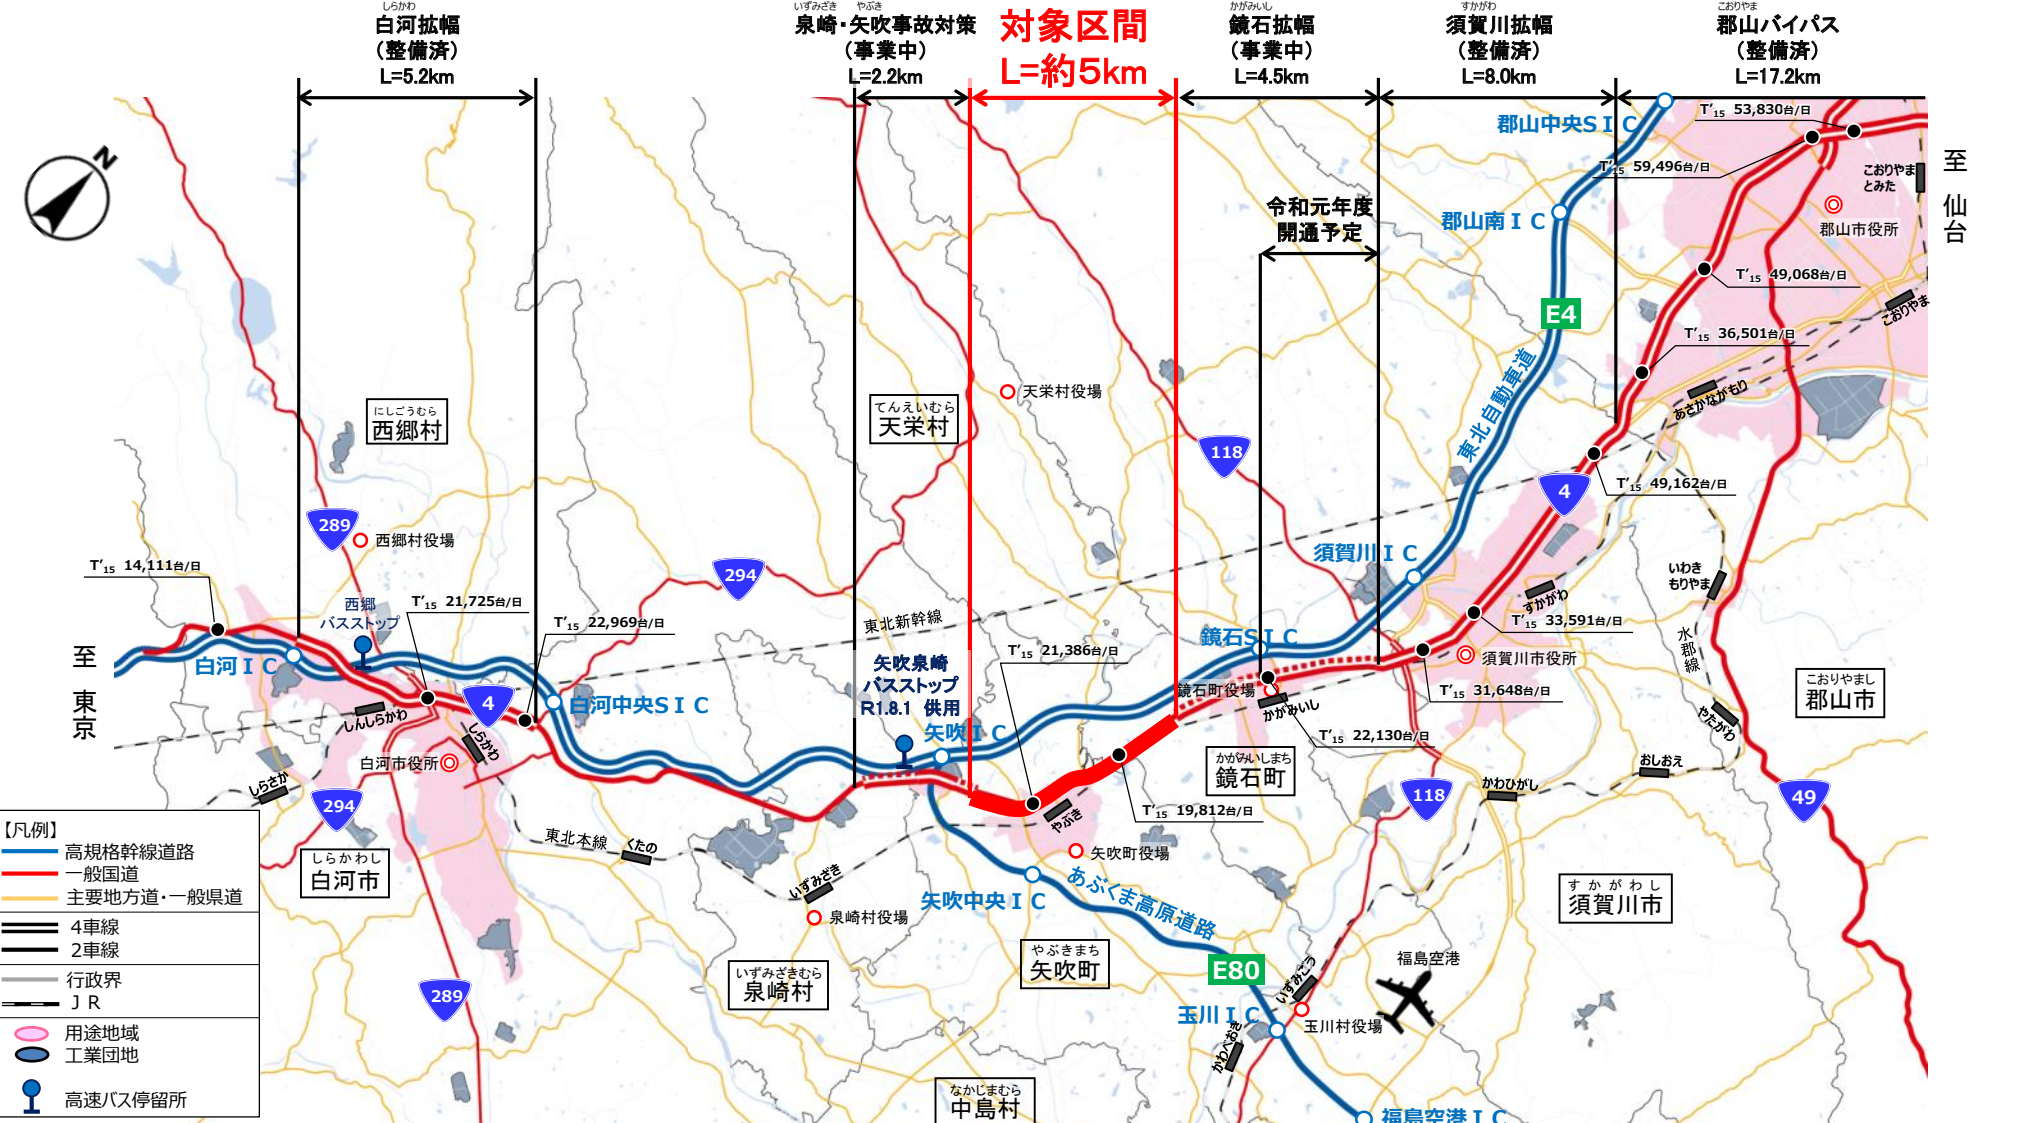 しらかわ
白河拡幅
（整備済）
L=5.2km
いずみざき やぶき
泉崎・矢吹事故対策
（事業中）
L=2.2km
対象区間
L=約5km
かがみいし
鏡石拡幅
（事業中）
L=4.5km
すかがわ
須賀川拡幅
（整備済）
L=8.0km
こおりやま
郡山バイパス
（整備済）
L=17.2km
N
郡山中央SIC
T'15 53,830台/日
T'15 59,496台/日
こおりやま
とみた
至 仙台
令和元年度
開通予定
郡山南IC
郡山市役所
T'15 49,068台/日
こおりやま
E4
T'15 36,501台/日
東北自動車道
あさかながもり
にしごうむら
西郷村
てんえいむら
天栄村
天栄村役場
118
4
T'15 49,162台/日
289
西郷村役場
294
須賀川IC
いわき
もりやま
T'15 14,111台/日
西郷
バスストップ
T'15 21,725台/日
T'15 22,969台/日
東北新幹線
すかがわ
T'15 33,591台/日
水郡線
至 東京
白河IC
矢吹泉崎
バスストップ
R1.8.1 供用
T'15 21,386台/日
鏡石SIC
須賀川市役所
鏡石町役場
T'15 31,648台/日
こおりやまし
郡山市
しんしらかわ
4
白河中央SIC
しらかわ
矢吹IC
かがみいし
T'15 22,130台/日
やたがわ
白河市役所
しらさか
かがみいしまち
鏡石町
おしおえ
かわひがし
294
118
49
T'15 19,812台/日
やぶき
【凡例】
高規格幹線道路
一般国道
主要地方道・一般県道
4車線
2車線
行政界
JR
用途地域
工業団地
高速バス停留所
東北本線
くたの
しらかわし
白河市
矢吹町役場
いずみざき
泉崎村役場
矢吹中央IC
あぶくま高原道路
すかがわし
須賀川市
やぶきまち
矢吹町
いずみざきむら
泉崎村
E80
福島空港
289
いずみごう
玉川IC
玉川村役場
かわべおき
なかじまむら
中島村
福島空港IC